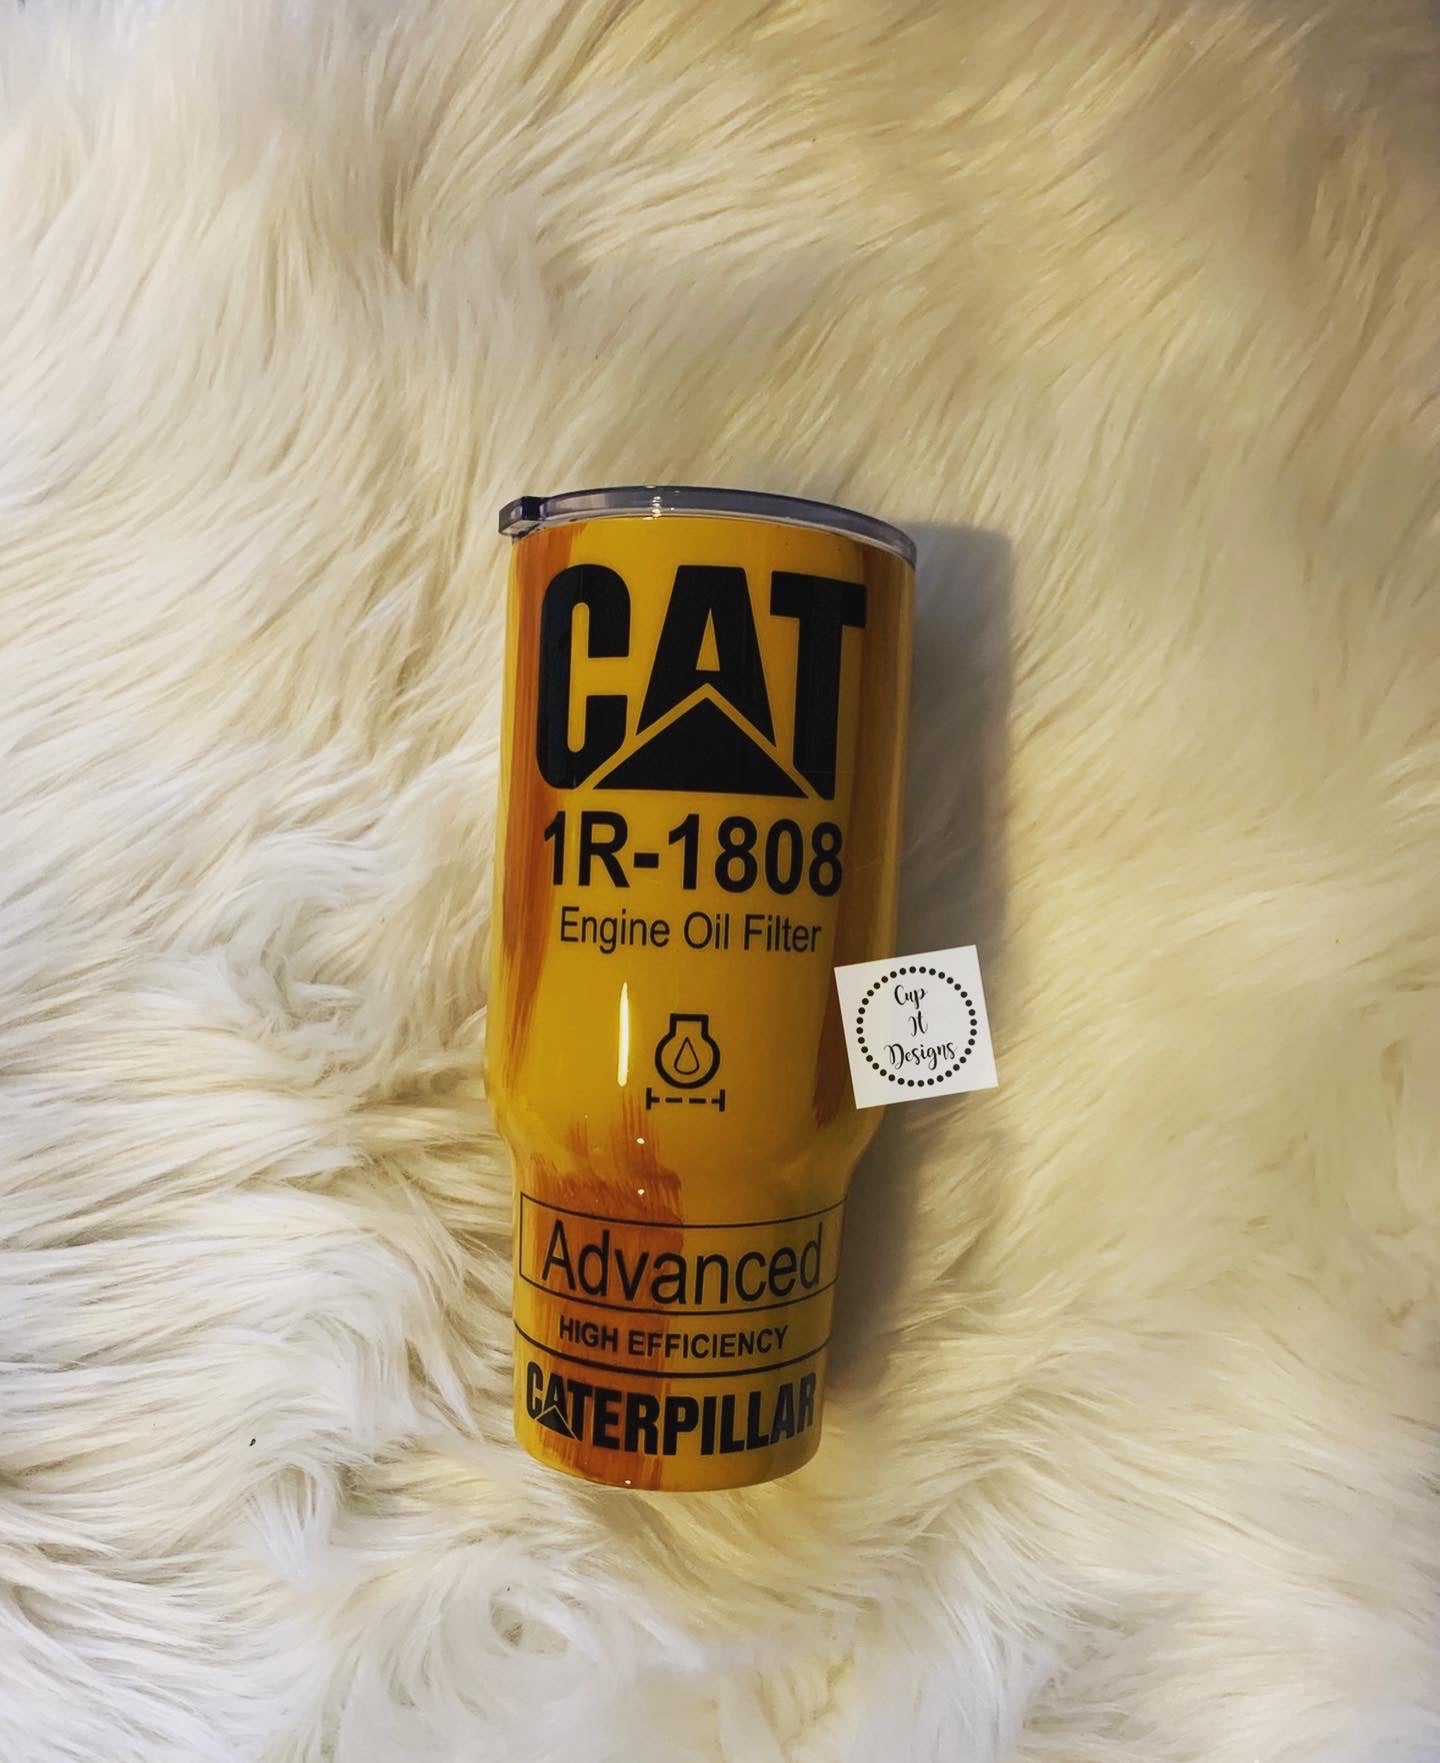 CAT
1R-1808
Engine Oil Filter
Cup
It
Designs
Advanced
HIGH EFFICIENCY
CATERPILLAR